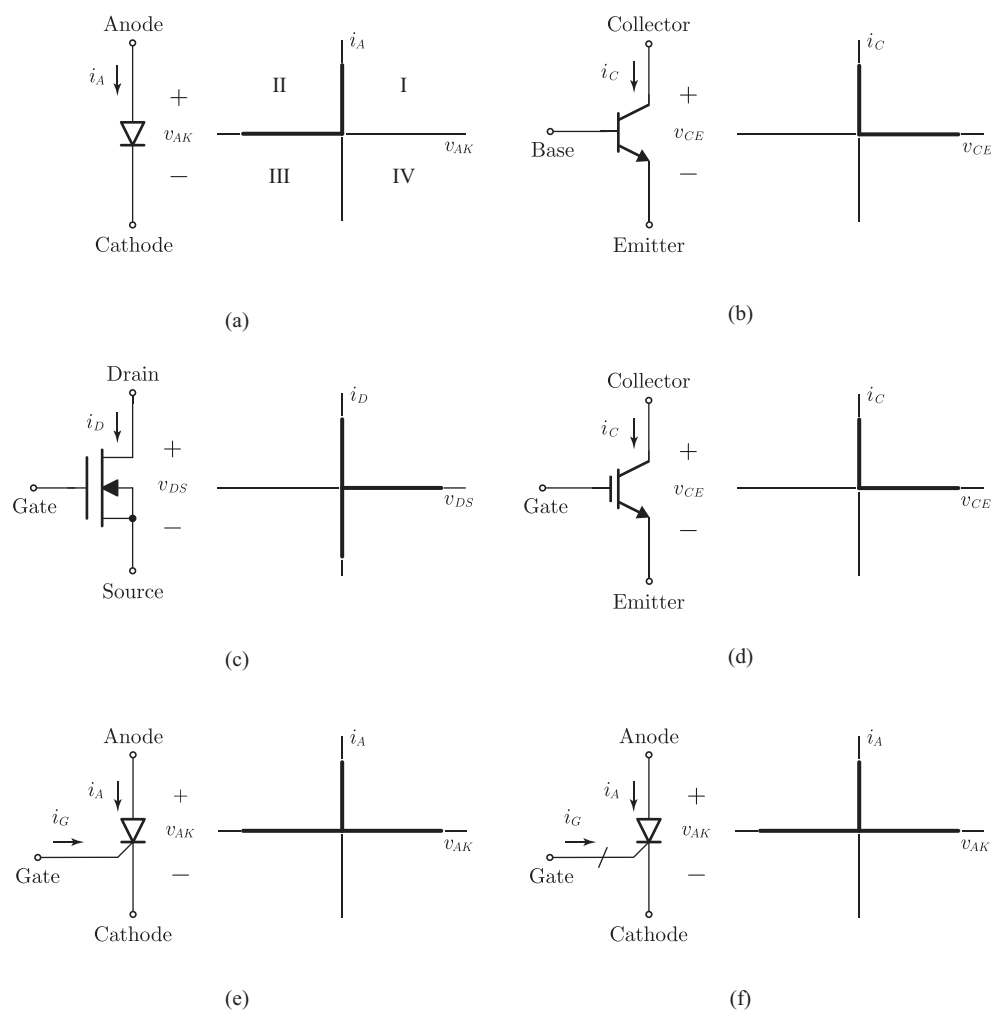 Anode
i_A
+
v_AK
−
Cathode
i_A
II
I
v_AK
III
IV
(a)
Collector
i_C
+
v_CE
−
Base
Emitter
i_C
v_CE
(b)
Drain
i_D
+
v_DS
−
Gate
Source
i_D
v_DS
(c)
Collector
i_C
+
v_CE
−
Gate
Emitter
i_C
v_CE
(d)
Anode
i_A
i_G
+
v_AK
−
Gate
Cathode
i_A
v_AK
(e)
Anode
i_A
i_G
+
v_AK
−
Gate
Cathode
i_A
v_AK
(f)